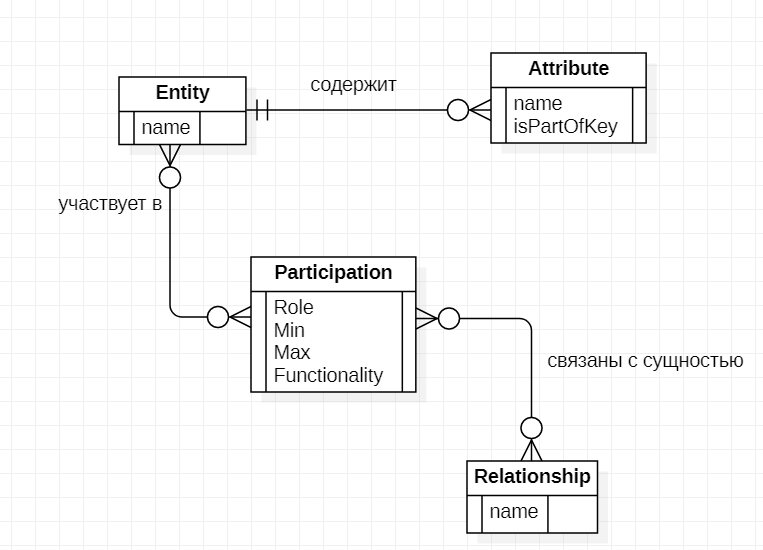 содержит
Entity
name
Attribute
name
isPartOfKey
участвует в
Participation
Role
Min
Max
Functionality
связаны с сущностью
Relationship
name